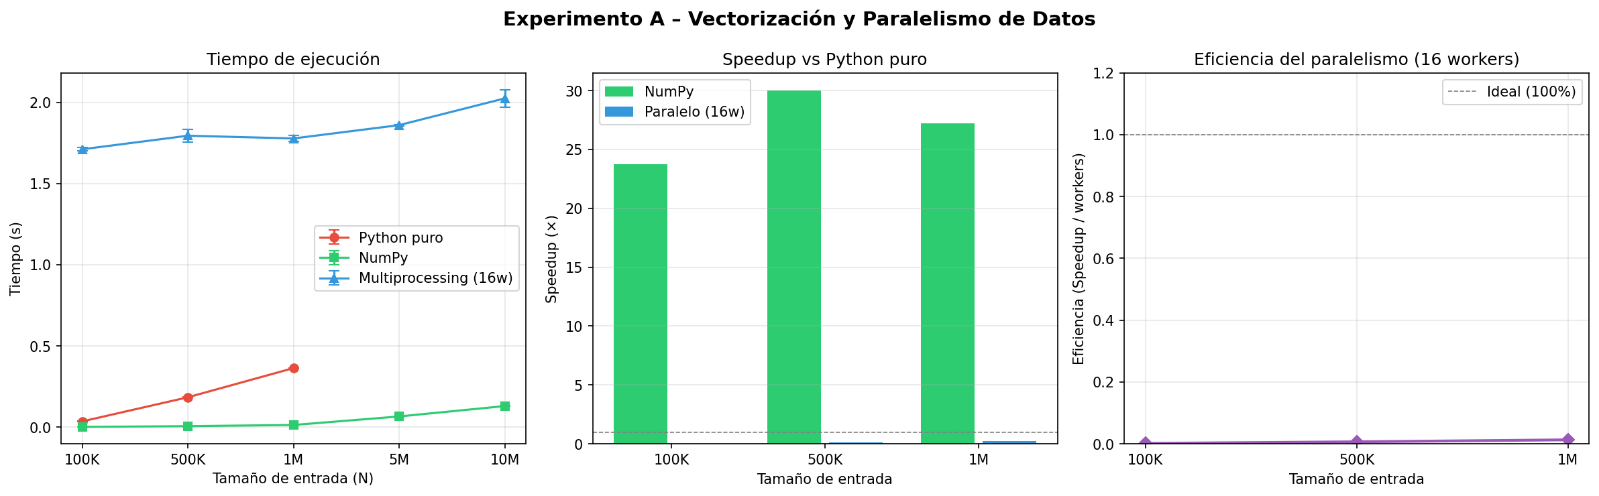 Experimento A – Vectorización y Paralelismo de Datos
Tiempo de ejecución
Tiempo (s)
2.0
1.5
1.0
0.5
0.0
Python puro
NumPy
Multiprocessing (16w)
100K
500K
1M
5M
10M
Tamaño de entrada (N)
Speedup vs Python puro
Speedup (×)
30
25
20
15
10
5
0
NumPy
Paralelo (16w)
100K
500K
1M
Tamaño de entrada
Eficiencia del paralelismo (16 workers)
Eficiencia (Speedup / workers)
1.2
1.0
0.8
0.6
0.4
0.2
0.0
Ideal (100%)
100K
500K
1M
Tamaño de entrada